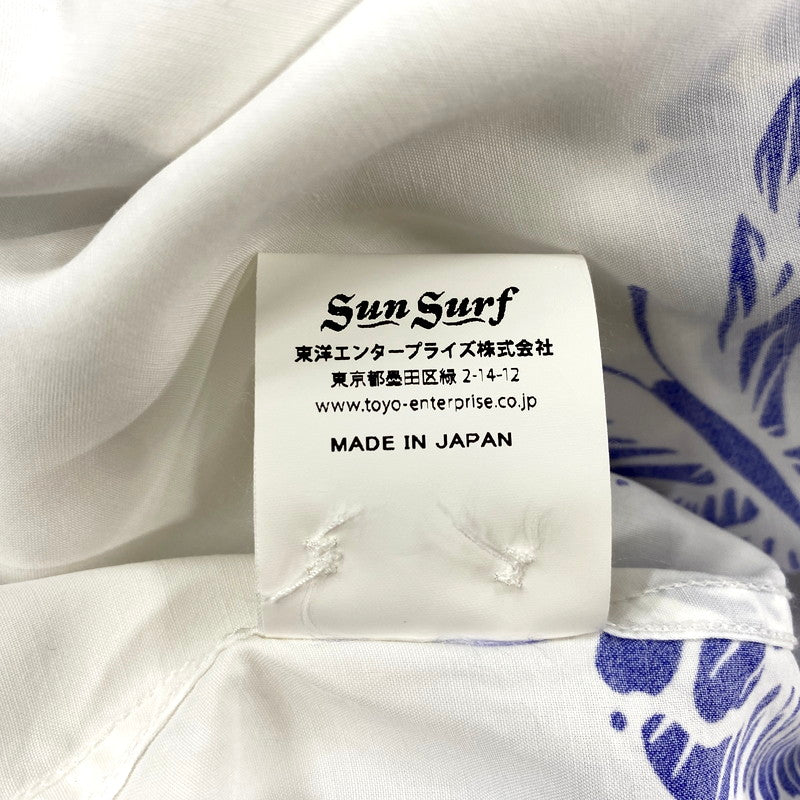 Sun Surf
東洋エンタープライズ株式会社
東京都墨田区緑 2-14-12
www.toyo-enterprise.co.jp
MADE IN JAPAN